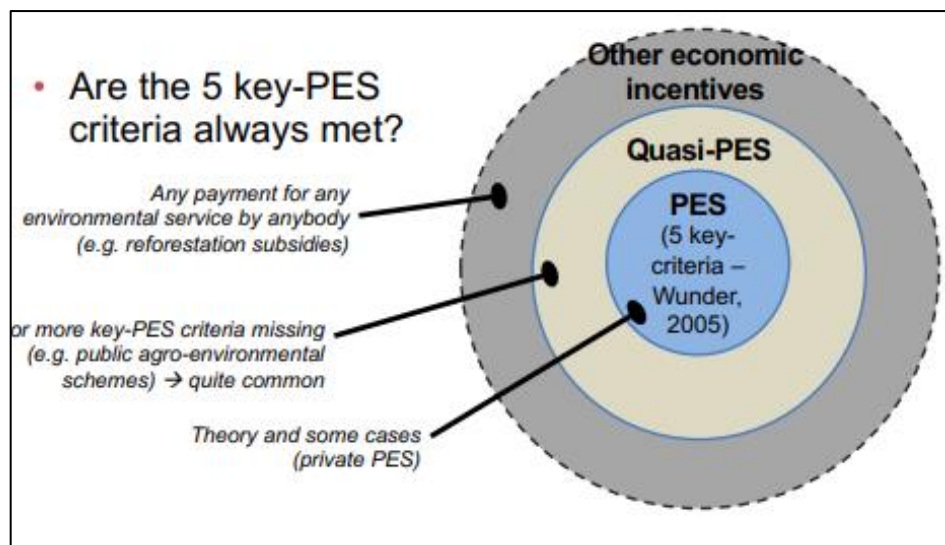 • Are the 5 key-PES
criteria always met?
Any payment for any
environmental service by anybody
(e.g. reforestation subsidies)
or more key-PES criteria missing
(e.g. public agro-environmental
schemes) → quite common
Theory and some cases
(private PES)
Other economic
incentives
Quasi-PES
PES
(5 key-
criteria –
Wunder,
2005)